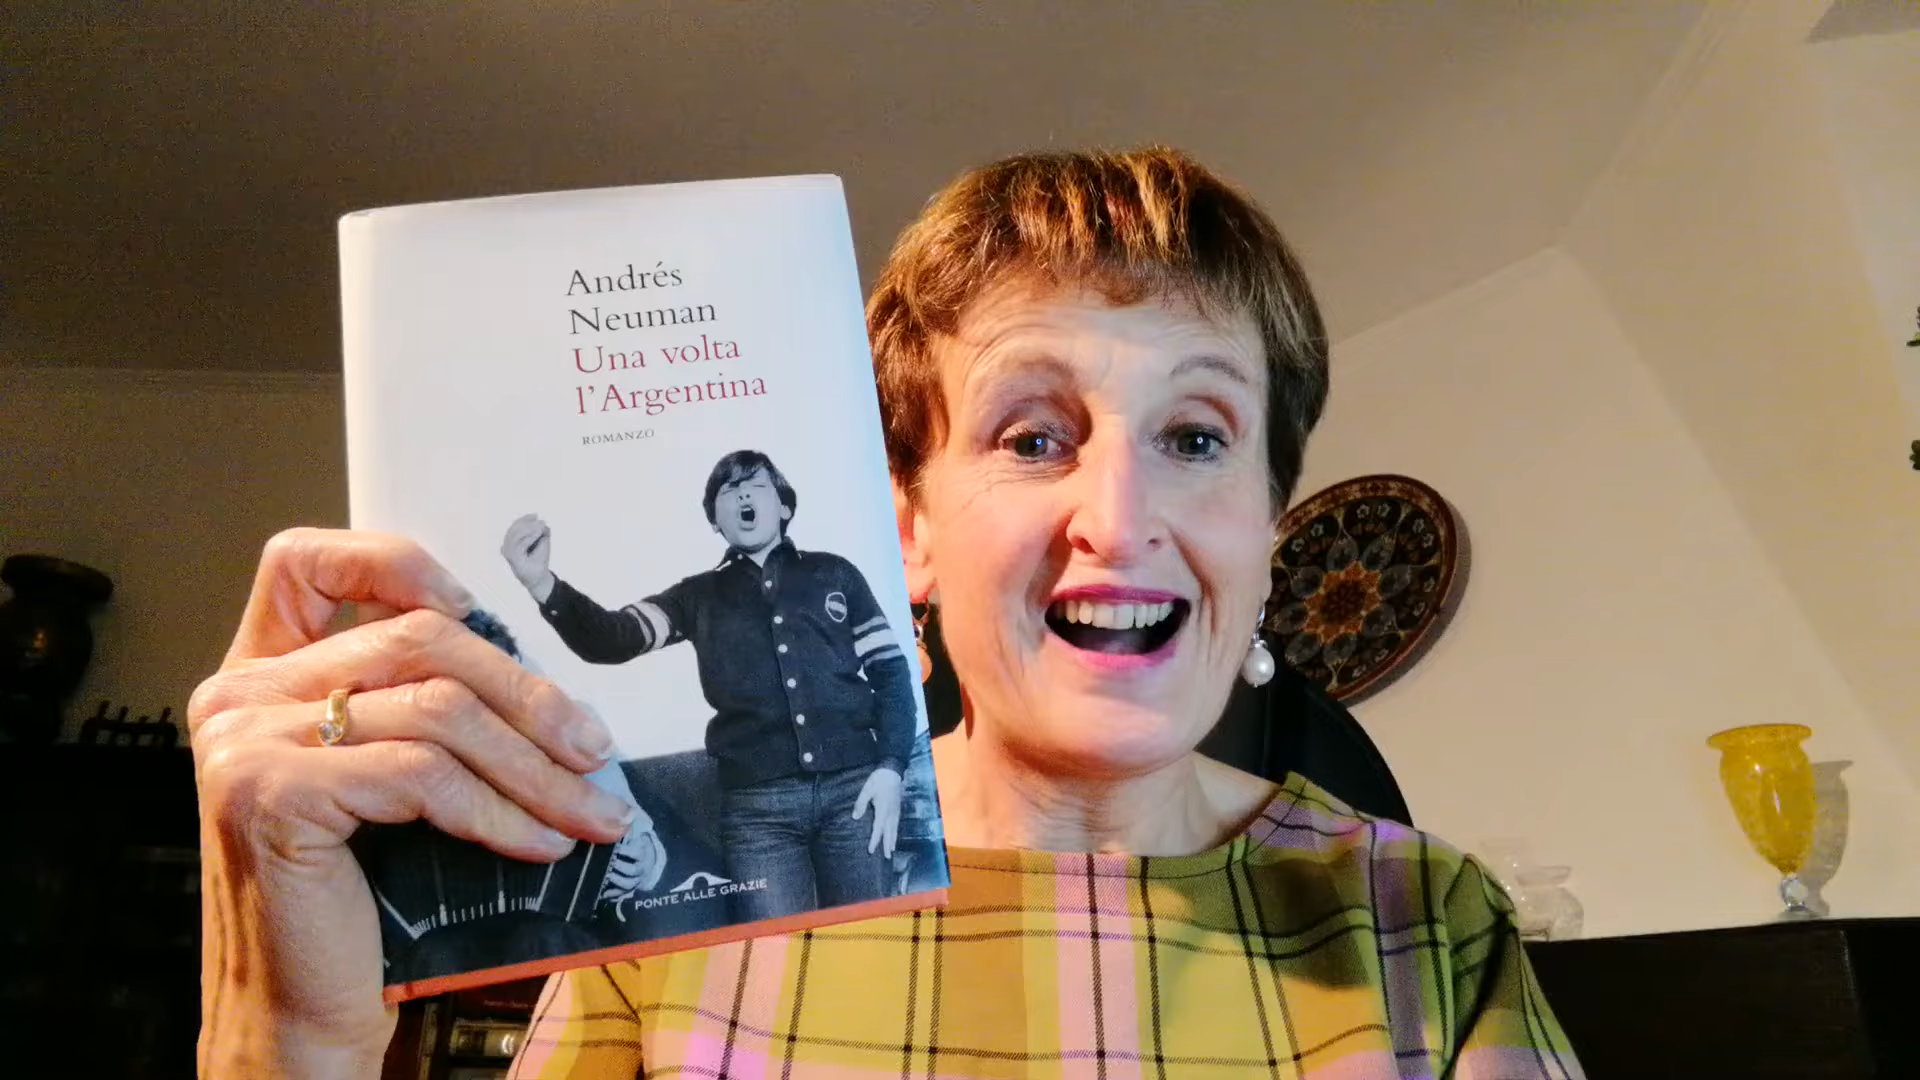 Andrés
Neuman
Una volta
l'Argentina
ROMANZO
PONTE ALLE GRAZIE